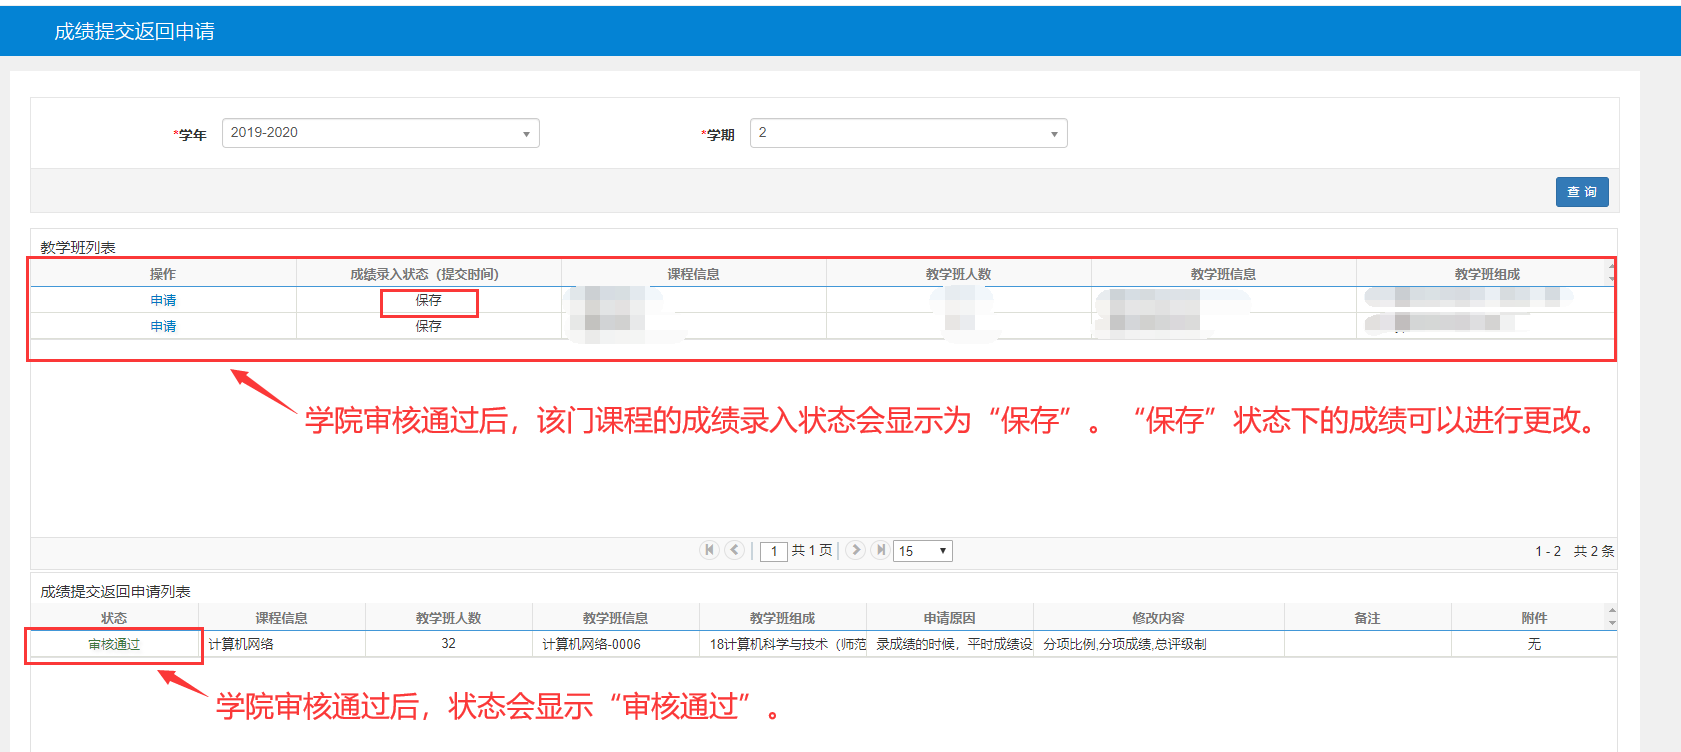 成绩提交返回申请
*学年 2019-2020 *学期 2
查 询
教学班列表
操作 成绩录入状态（提交时间） 课程信息 教学班人数 教学班信息 教学班组成
申请 保存
申请 保存
学院审核通过后，该门课程的成绩录入状态会显示为“保存”。“保存”状态下的成绩可以进行更改。
1 共 1 页 15 1 - 2 共 2 条
成绩提交返回申请列表
状态 课程信息 教学班人数 教学班信息 教学班组成 申请原因 修改内容 备注 附件
审核通过 计算机网络 32 计算机网络-0006 18计算机科学与技术（师范 录成绩的时候，平时成绩设 分项比例,分项成绩,总评级制 无
学院审核通过后，状态会显示“审核通过”。